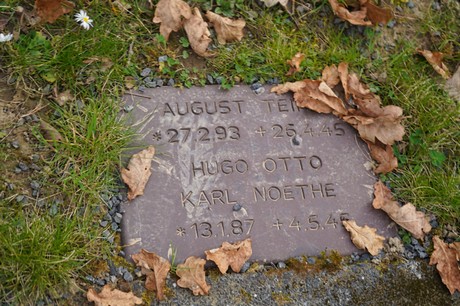 AUGUST
*27.2.93 +26.4.45
HUGO OTTO
KARL NOETHE
*13.1.87 +4.5.45